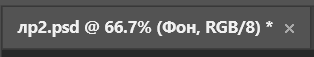 лр2.psd @ 66.7% (Фон, RGB/8) * ×